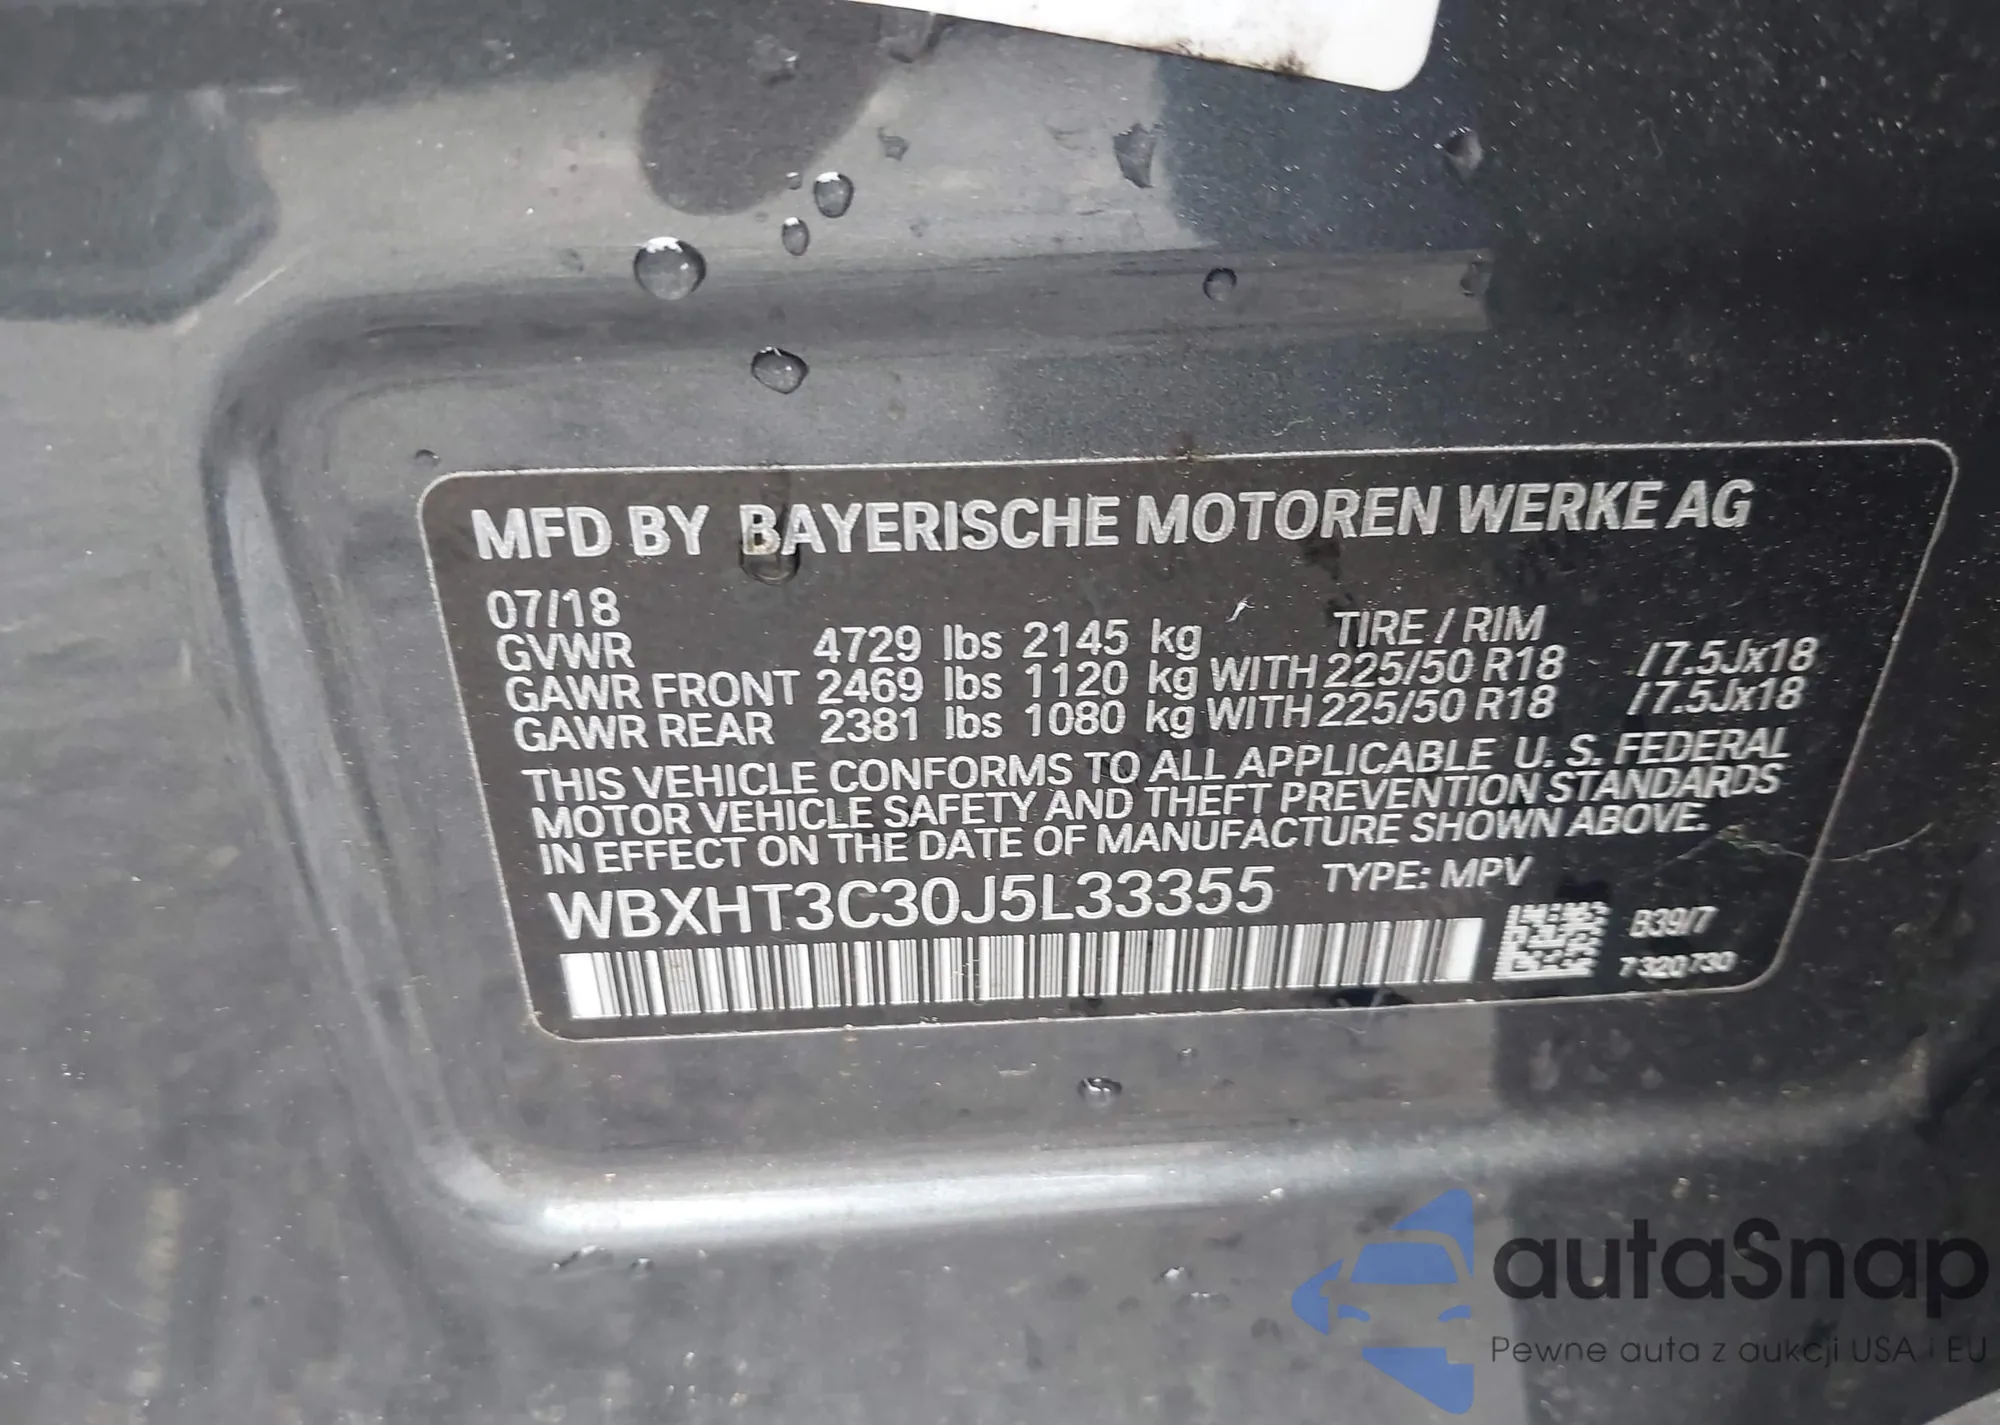 MFD BY BAYERISCHE MOTOREN WERKE AG
07/18 TIRE / RIM
GVWR 4729 lbs 2145 kg
GAWR FRONT 2469 lbs 1120 kg WITH 225/50 R18 /7.5Jx18
GAWR REAR 2381 lbs 1080 kg WITH 225/50 R18 /7.5Jx18
THIS VEHICLE CONFORMS TO ALL APPLICABLE U. S. FEDERAL
MOTOR VEHICLE SAFETY AND THEFT PREVENTION STANDARDS
IN EFFECT ON THE DATE OF MANUFACTURE SHOWN ABOVE.
WBXHT3C30J5L33355 TYPE: MPV
B39/7
7 320 730
autaSnap
Pewne auta z aukcji USA i EU